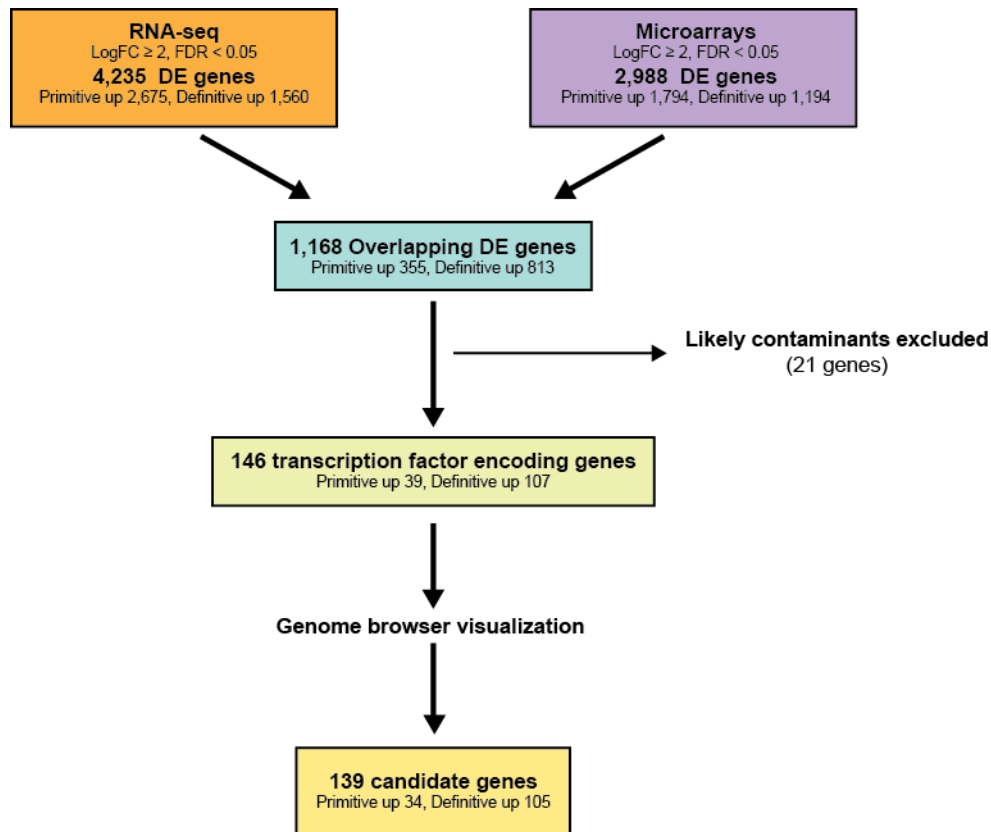 RNA-seq
LogFC ≥ 2, FDR < 0.05
4,235 DE genes
Primitive up 2,675, Definitive up 1,560
Microarrays
LogFC ≥ 2, FDR < 0.05
2,988 DE genes
Primitive up 1,794, Definitive up 1,194
1,168 Overlapping DE genes
Primitive up 355, Definitive up 813
Likely contaminants excluded
(21 genes)
146 transcription factor encoding genes
Primitive up 39, Definitive up 107
Genome browser visualization
139 candidate genes
Primitive up 34, Definitive up 105